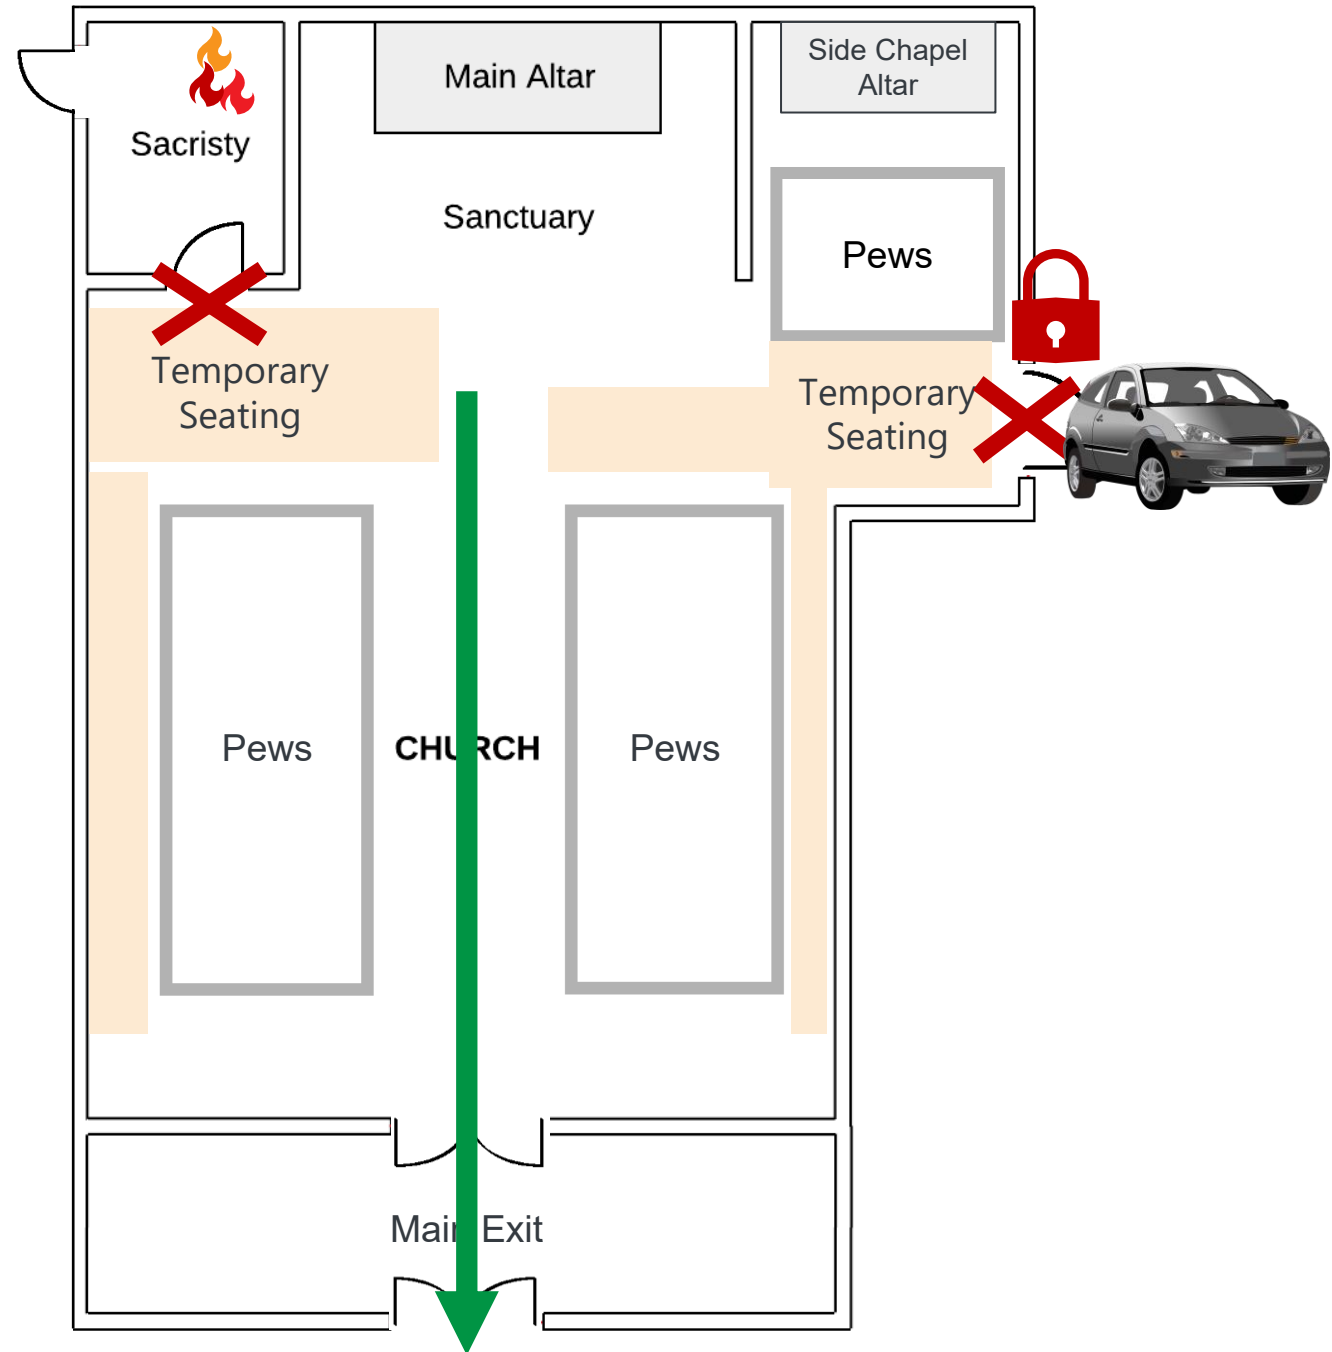 Main Altar
Side Chapel
Altar
Sacristy
Sanctuary
Pews
Temporary
Seating
Temporary
Seating
Pews
CHURCH
Pews
Main Exit